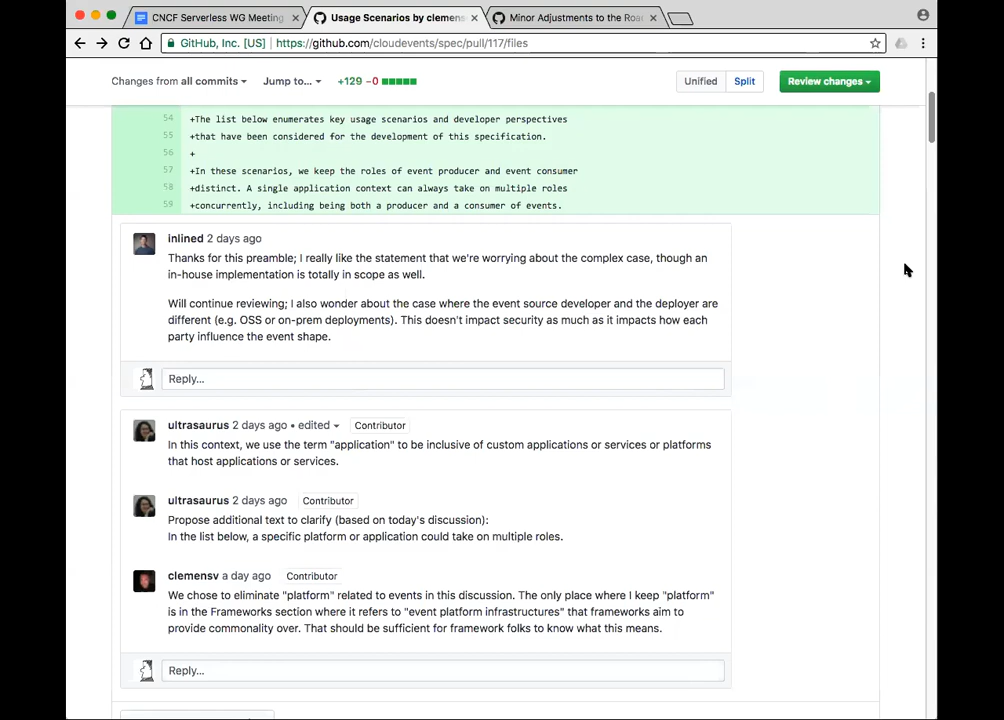 CNCF Serverless WG Meeting
Usage Scenarios by clemens
Minor Adjustments to the Roa
GitHub, Inc. [US] https://github.com/cloudevents/spec/pull/117/files
Changes from all commits Jump to... +129 −0 Unified Split Review changes
54 +The list below enumerates key usage scenarios and developer perspectives
55 +that have been considered for the development of this specification.
56 +
57 +In these scenarios, we keep the roles of event producer and event consumer
58 +distinct. A single application context can always take on multiple roles
59 +concurrently, including being both a producer and a consumer of events.
inlined 2 days ago
Thanks for this preamble; I really like the statement that we're worrying about the complex case, though an
in-house implementation is totally in scope as well.
Will continue reviewing; I also wonder about the case where the event source developer and the deployer are
different (e.g. OSS or on-prem deployments). This doesn't impact security as much as it impacts how each
party influence the event shape.
Reply...
ultrasaurus 2 days ago • edited Contributor
In this context, we use the term "application" to be inclusive of custom applications or services or platforms
that host applications or services.
ultrasaurus 2 days ago Contributor
Propose additional text to clarify (based on today's discussion):
In the list below, a specific platform or application could take on multiple roles.
clemensv a day ago Contributor
We chose to eliminate "platform" related to events in this discussion. The only place where I keep "platform"
is in the Frameworks section where it refers to "event platform infrastructures" that frameworks aim to
provide commonality over. That should be sufficient for framework folks to know what this means.
Reply...